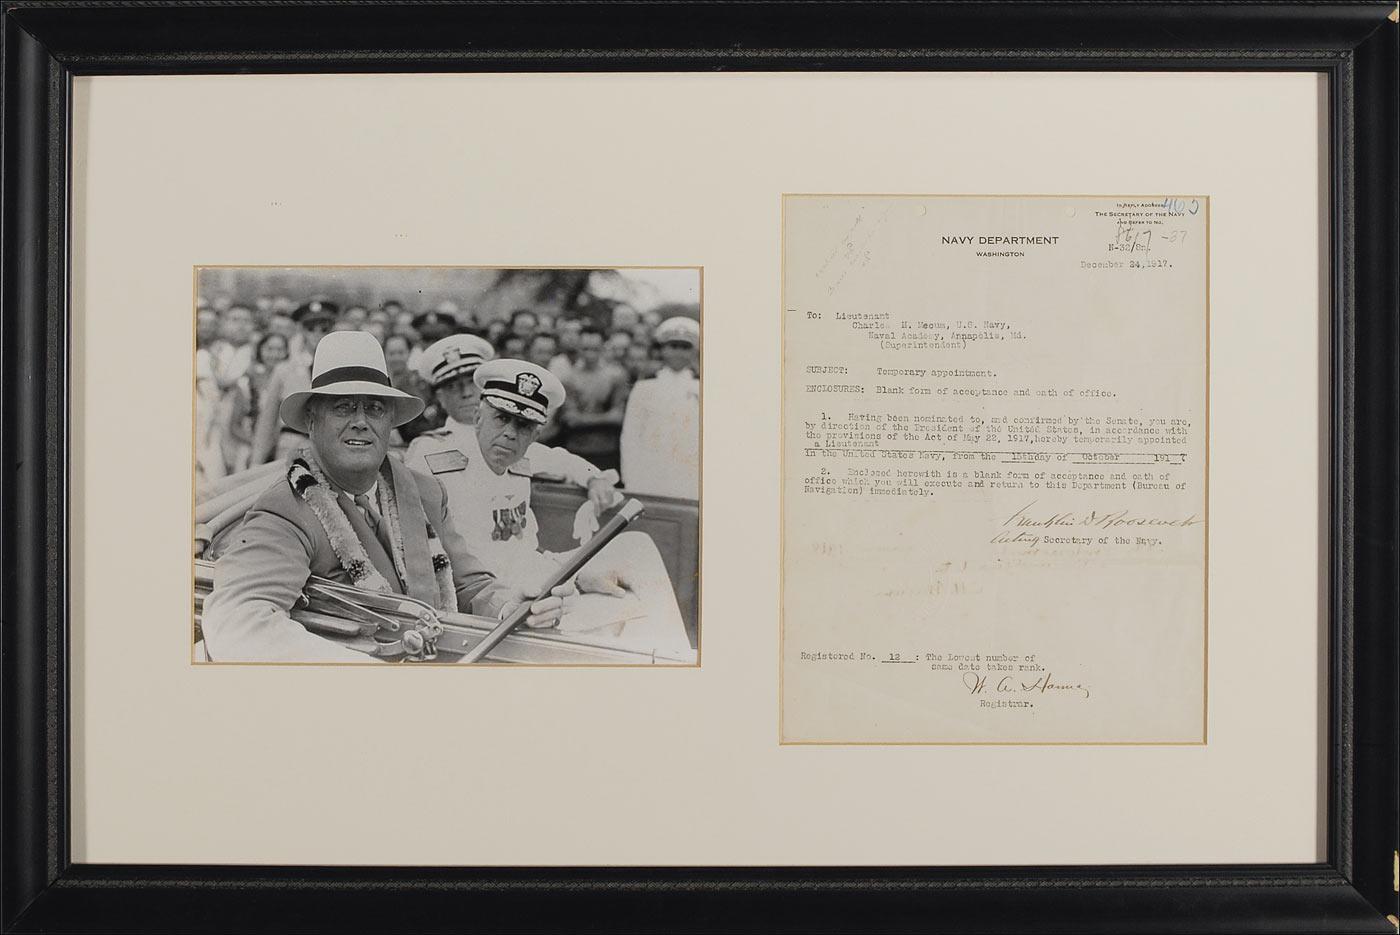 IN REPLY ADDRESS
THE SECRETARY OF THE NAVY
AND REFER TO NO.
N-32/Bn.
NAVY DEPARTMENT
WASHINGTON
December 24, 1917.
To: Lieutenant
Charles M. Mecum, U.S. Navy,
Naval Academy, Annapolis, Md.
(Superintendent)
SUBJECT: Temporary appointment.
ENCLOSURES: Blank form of acceptance and oath of office.
1. Having been nominated to, and confirmed by the Senate, you are,
by direction of the President of the United States, in accordance with
the provisions of the Act of May 22, 1917, hereby temporarily appointed
a Lieutenant
in the United States Navy, from the 15th day of October 1917
2. Enclosed herewith is a blank form of acceptance and oath of
office which you will execute and return to this Department (Bureau of
Navigation) immediately.
Franklin D Roosevelt
Acting Secretary of the Navy.
Registered No. 12 : The Lowest number of
same date takes rank.
W. A.
Registrar.